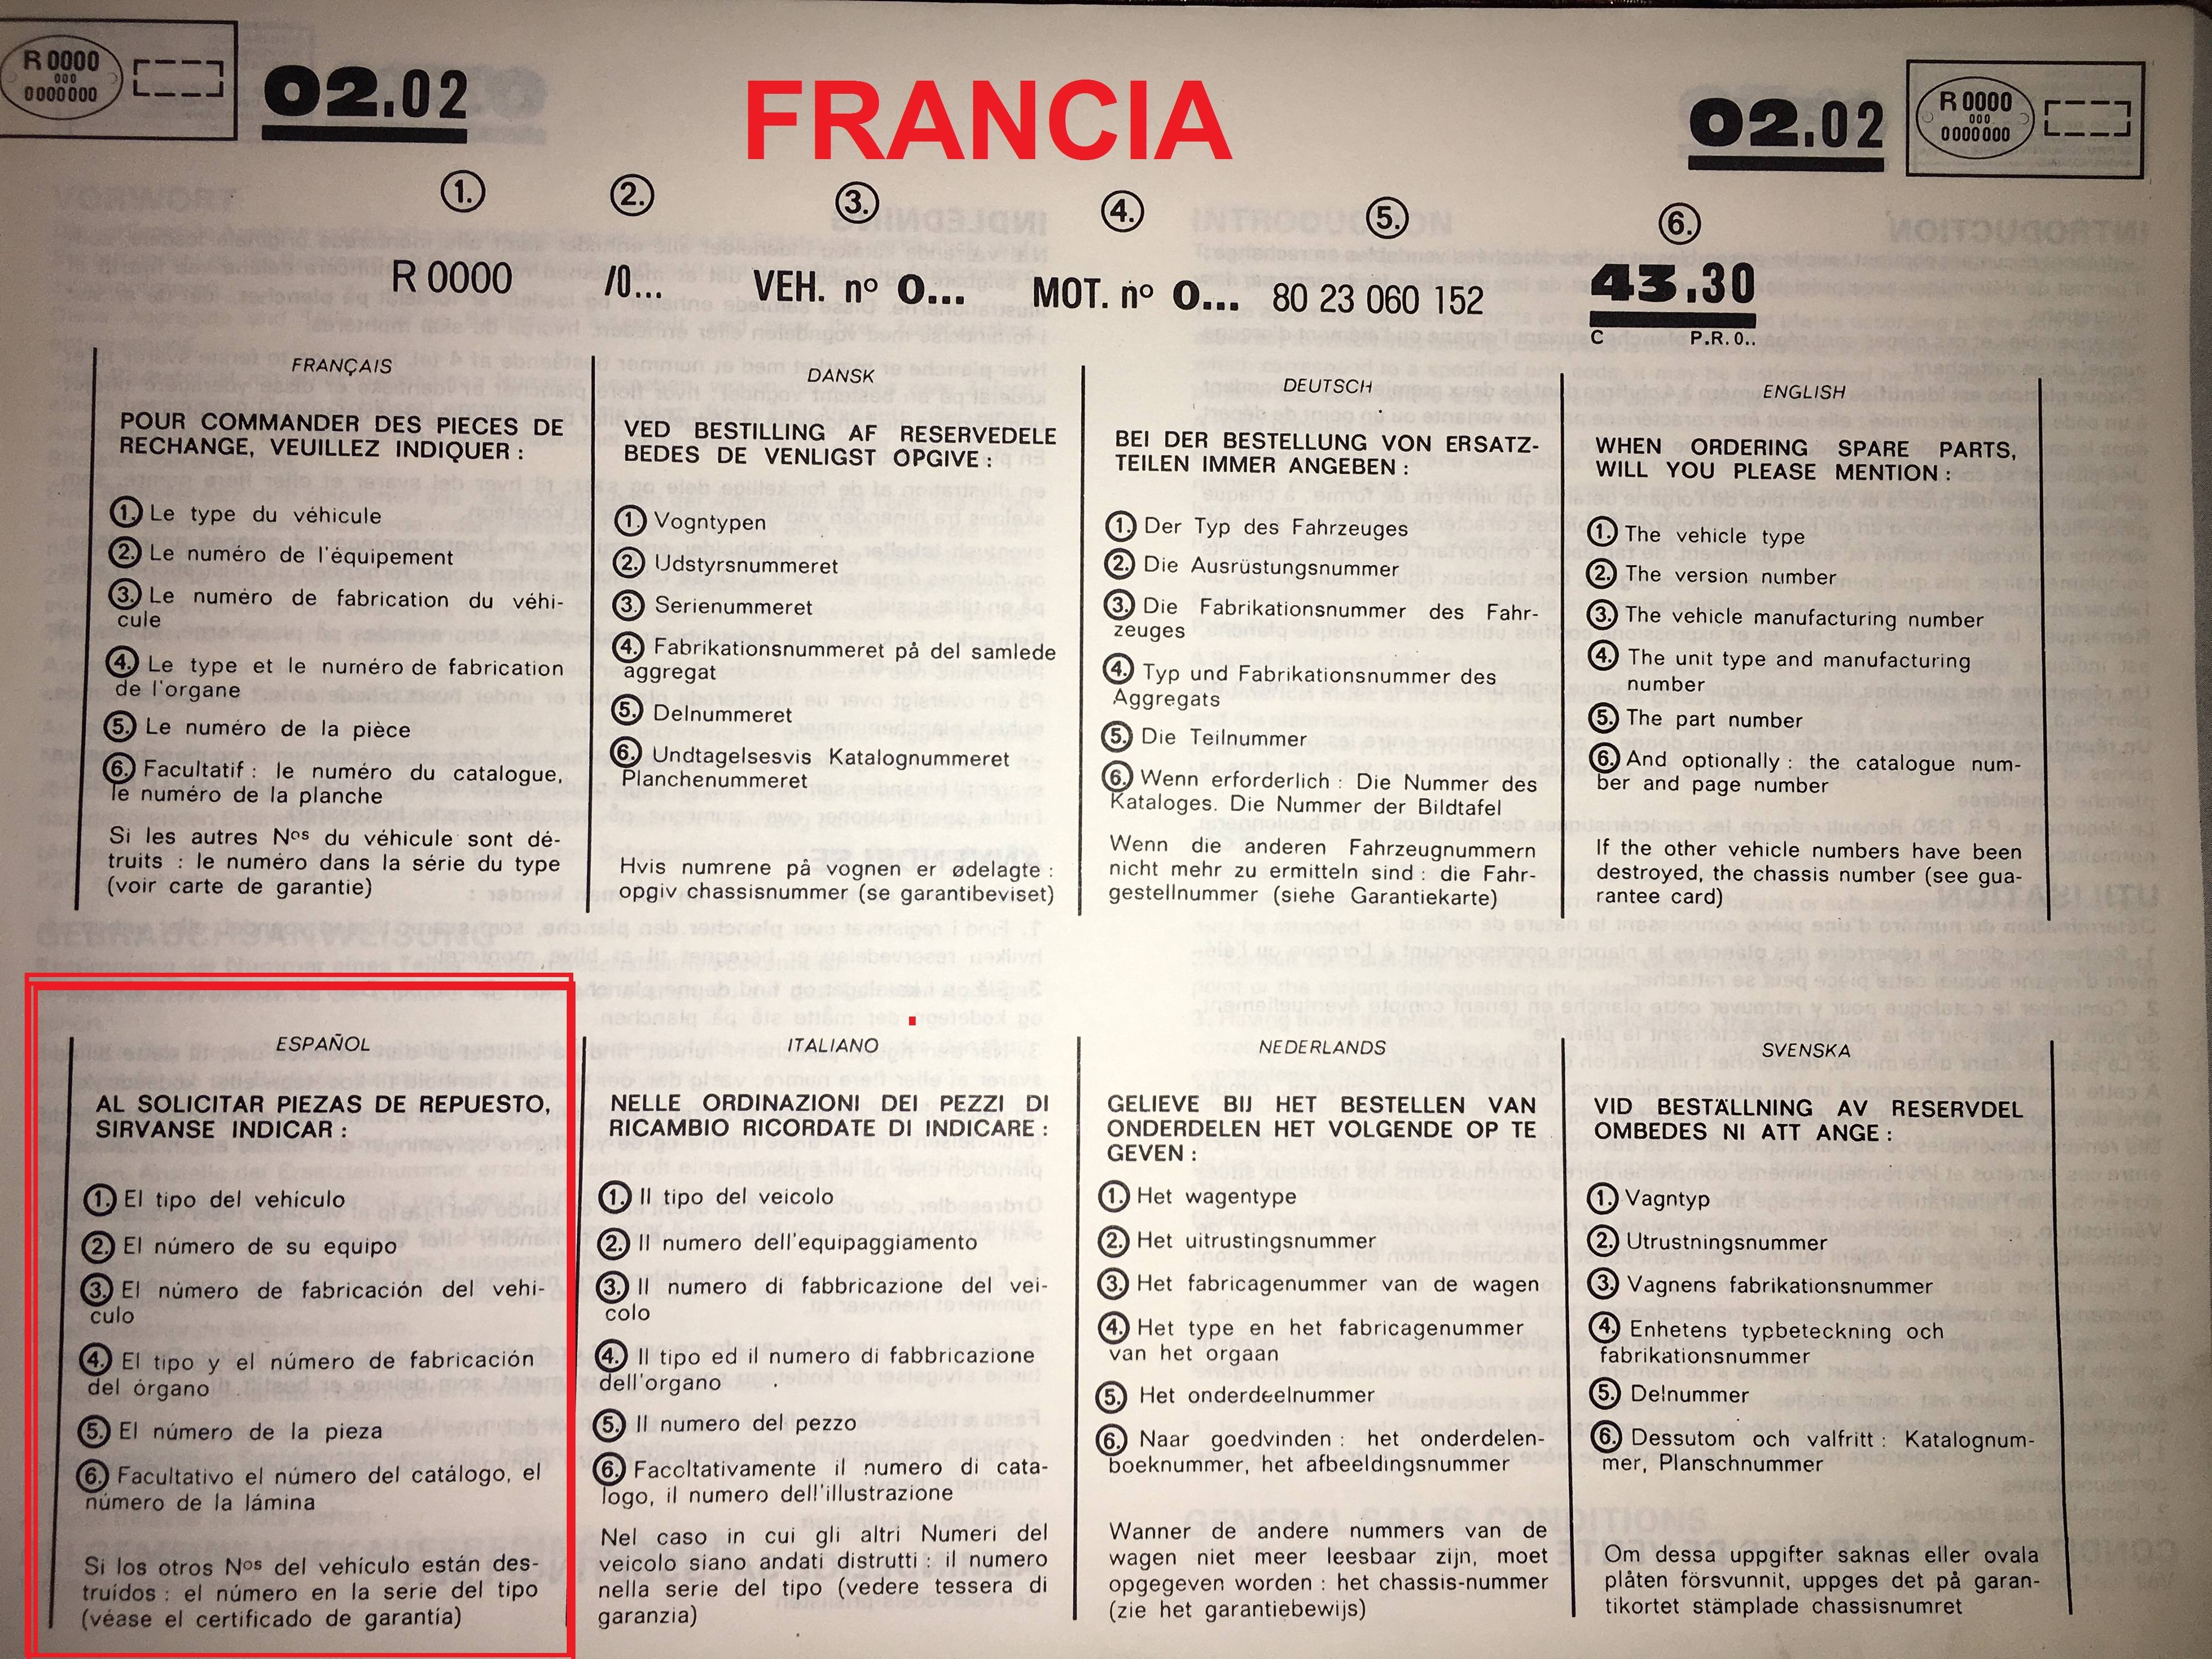 R 0000
000
0000000
02.02
FRANCIA
02.02
R 0000
000
0000000
1. 2. 3. 4. 5. 6.
R 0000 /0... VEH. nº 0... MOT. nº 0... 80 23 060 152 43.30
C P.R. 0..
FRANÇAIS
POUR COMMANDER DES PIECES DE
RECHANGE, VEUILLEZ INDIQUER :
1. Le type du véhicule
2. Le numéro de l'équipement
3. Le numéro de fabrication du véhi-
cule
4. Le type et le numéro de fabrication
de l'organe
5. Le numéro de la pièce
6. Facultatif : le numéro du catalogue,
le numéro de la planche
Si les autres Nos du véhicule sont dé-
truits : le numéro dans la série du type
(voir carte de garantie)
DANSK
VED BESTILLING AF RESERVEDELE
BEDES DE VENLIGST OPGIVE :
1. Vogntypen
2. Udstyrsnummeret
3. Serienummeret
4. Fabrikationsnummeret på del samlede
aggregat
5. Delnummeret
6. Undtagelsesvis Katalognummeret
Planchenummeret
Hvis numrene på vognen er ødelagte :
opgiv chassisnummer (se garantibeviset)
DEUTSCH
BEI DER BESTELLUNG VON ERSATZ-
TEILEN IMMER ANGEBEN :
1. Der Typ des Fahrzeuges
2. Die Ausrüstungsnummer
3. Die Fabrikationsnummer des Fahr-
zeuges
4. Typ und Fabrikationsnummer des
Aggregats
5. Die Teilnummer
6. Wenn erforderlich : Die Nummer des
Kataloges. Die Nummer der Bildtafel
Wenn die anderen Fahrzeugnummern
nicht mehr zu ermitteln sind : die Fahr-
gestellnummer (siehe Garantiekarte)
ENGLISH
WHEN ORDERING SPARE PARTS,
WILL YOU PLEASE MENTION :
1. The vehicle type
2. The version number
3. The vehicle manufacturing number
4. The unit type and manufacturing
number
5. The part number
6. And optionally : the catalogue num-
ber and page number
If the other vehicle numbers have been
destroyed, the chassis number (see gua-
rantee card)
ESPAÑOL
AL SOLICITAR PIEZAS DE REPUESTO,
SIRVANSE INDICAR :
1. El tipo del vehículo
2. El número de su equipo
3. El número de fabricación del vehi-
culo
4. El tipo y el número de fabricación
del órgano
5. El número de la pieza
6. Facultativo el número del catálogo, el
número de la lámina
Si los otros Nos del vehículo están des-
truídos : el número en la serie del tipo
(véase el certificado de garantía)
ITALIANO
NELLE ORDINAZIONI DEI PEZZI DI
RICAMBIO RICORDATE DI INDICARE :
1. Il tipo del veicolo
2. Il numero dell'equipaggiamento
3. Il numero di fabbricazione del vei-
colo
4. Il tipo ed il numero di fabbricazione
dell'organo
5. Il numero del pezzo
6. Facoltativamente il numero di cata-
logo, il numero dell'illustrazione
Nel caso in cui gli altri Numeri del
veicolo siano andati distrutti : il numero
nella serie del tipo (vedere tessera di
garanzia)
NEDERLANDS
GELIEVE BIJ HET BESTELLEN VAN
ONDERDELEN HET VOLGENDE OP TE
GEVEN :
1. Het wagentype
2. Het uitrustingsnummer
3. Het fabricagenummer van de wagen
4. Het type en het fabricagenummer
van het orgaan
5. Het onderdeelnummer
6. Naar goedvinden : het onderdelen-
boeknummer, het afbeeldingsnummer
Wanner de andere nummers van de
wagen niet meer leesbaar zijn, moet
opgegeven worden : het chassis-nummer
(zie het garantiebewijs)
SVENSKA
VID BESTÄLLNING AV RESERVDEL
OMBEDES NI ATT ANGE :
1. Vagntyp
2. Utrustningsnummer
3. Vagnens fabrikationsnummer
4. Enhetens typbeteckning och
fabrikationsnummer
5. Delnummer
6. Dessutom och valfritt : Katalognum-
mer, Planschnummer
Om dessa uppgifter saknas eller ovala
plåten försvunnit, uppges det på garan-
tikortet stämplade chassisnumret